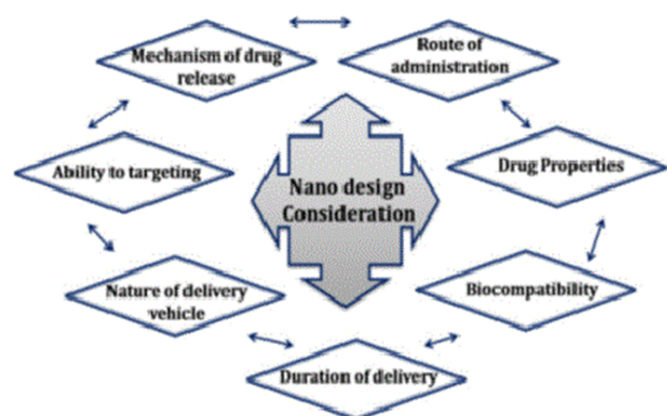 Mechanism of drug
release
Route of
administration
Ability to targeting
Nano design
Consideration
Drug Properties
Nature of delivery
vehicle
Biocompatibility
Duration of delivery